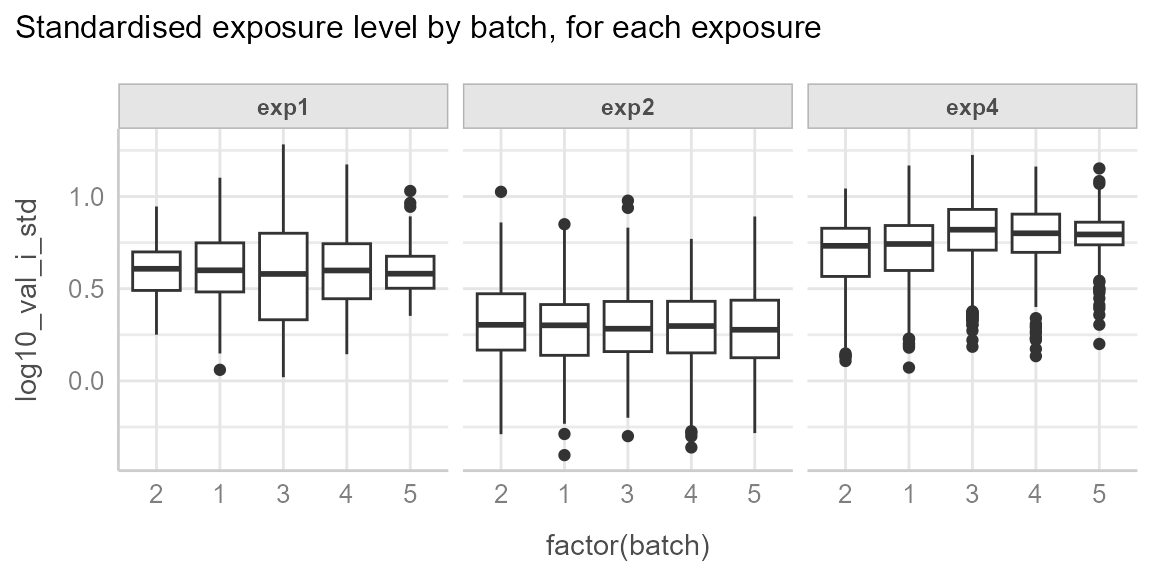 Standardised exposure level by batch, for each exposure
exp1 exp2 exp4
log10_val_i_std
1.0
0.5
0.0
2 1 3 4 5 2 1 3 4 5 2 1 3 4 5
factor(batch)